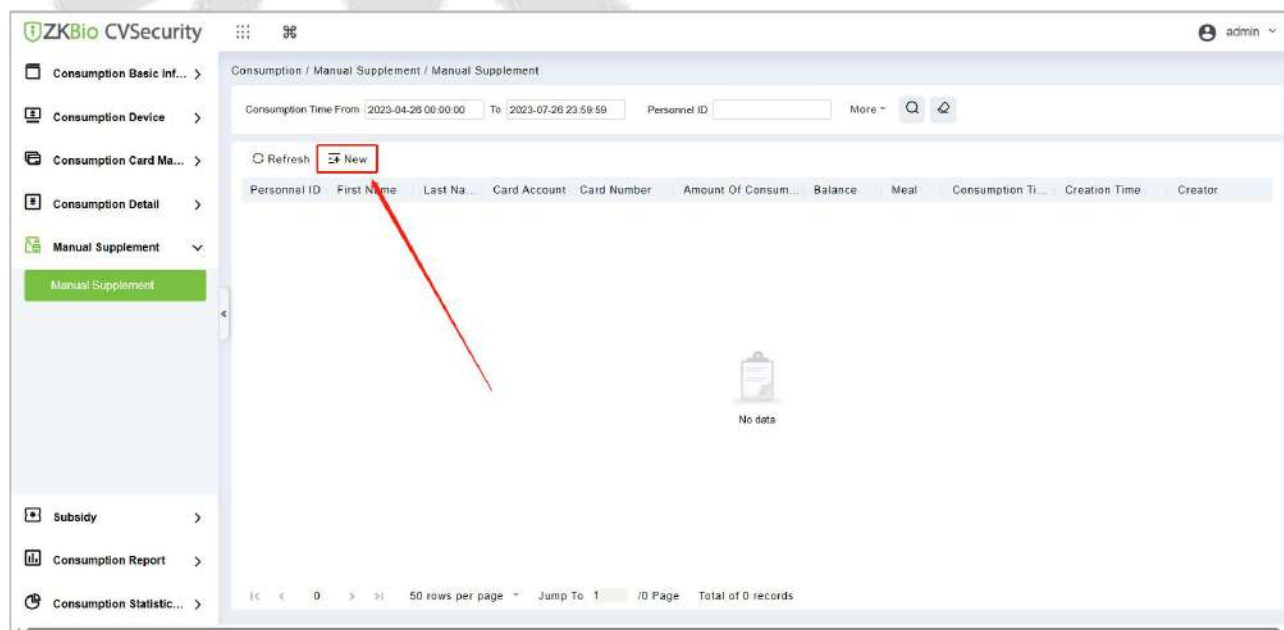 ZKBio CVSecurity
admin
Consumption Basic Inf...
Consumption Device
Consumption Card Ma...
Consumption Detail
Manual Supplement
Manual Supplement
Subsidy
Consumption Report
Consumption Statistic...
Consumption / Manual Supplement / Manual Supplement
Consumption Time From 2023-04-26 00:00:00 To 2023-07-26 23:59:59 Personnel ID More
Refresh New
Personnel ID First Name Last Na... Card Account Card Number Amount Of Consum... Balance Meal Consumption Ti... Creation Time Creator
No data
0 50 rows per page Jump To 1 /0 Page Total of 0 records